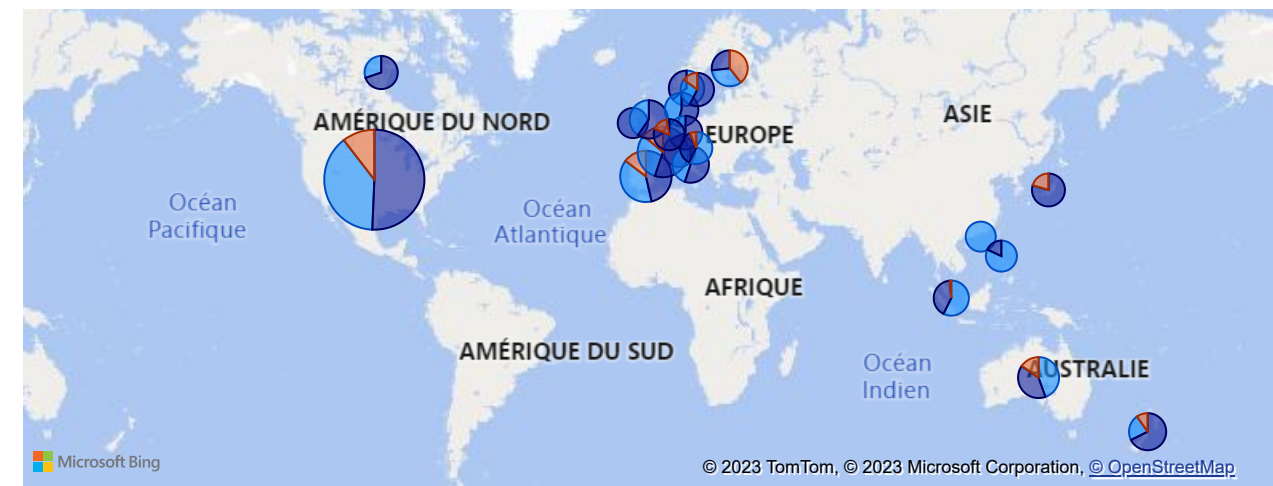 AMÉRIQUE DU NORD
ASIE
EUROPE
Océan
Pacifique
Océan
Atlantique
AFRIQUE
AMÉRIQUE DU SUD
Océan
Indien
AUSTRALIE
Microsoft Bing
© 2023 TomTom, © 2023 Microsoft Corporation, © OpenStreetMap